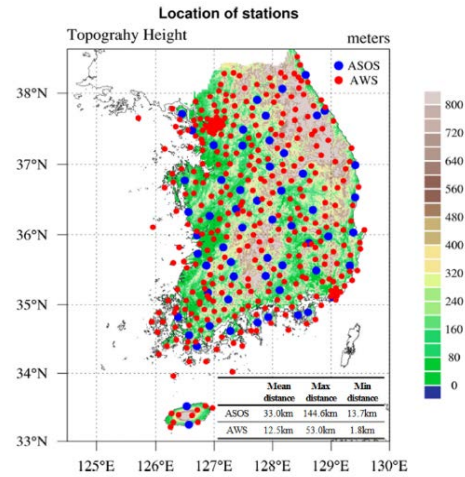 Location of stations
Topograhy Height meters
ASOS
AWS
38°N
37°N
36°N
35°N
34°N
33°N
125°E 126°E 127°E 128°E 129°E 130°E
800
720
640
560
480
400
320
240
160
80
0
Mean distance Max distance Min distance
ASOS 33.0km 144.6km 13.7km
AWS 12.5km 53.0km 1.8km